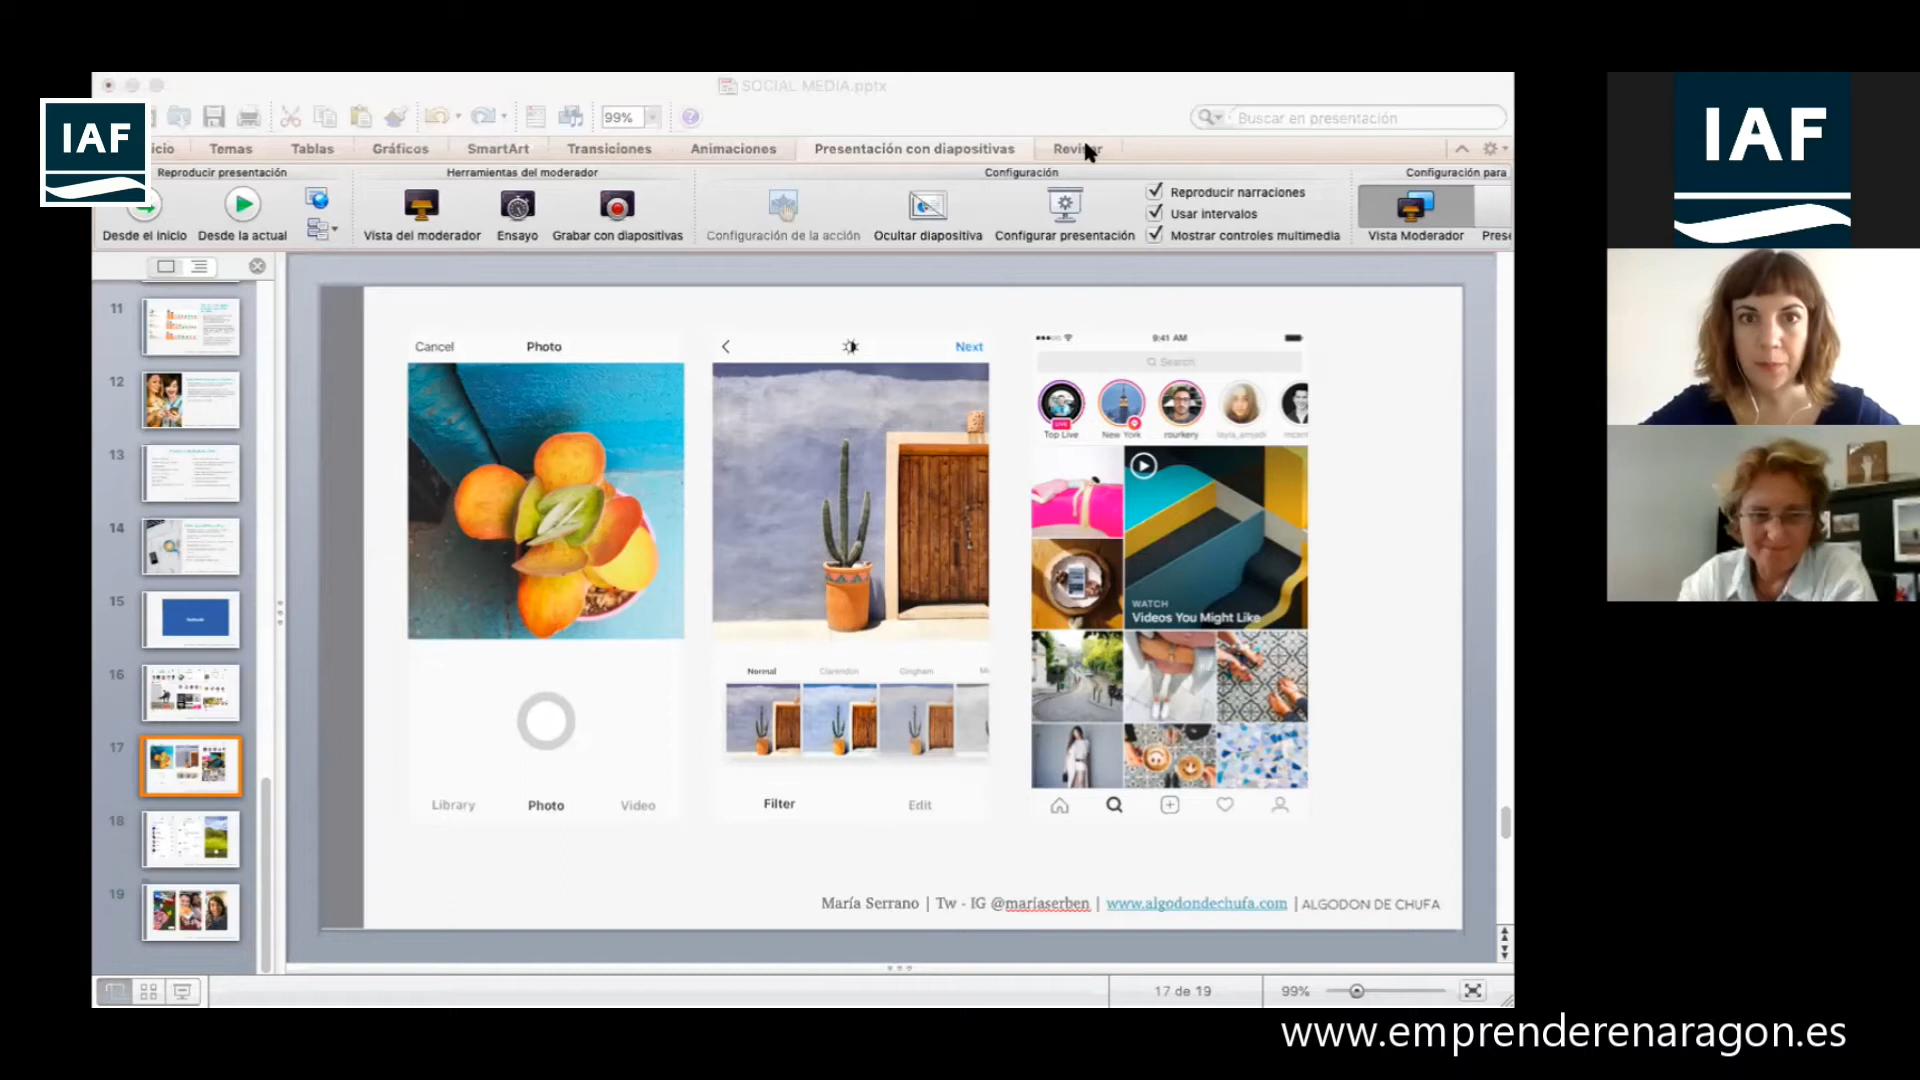 SOCIAL MEDIA.pptx
IAF
99%
Buscar en presentación
icio Temas Tablas Gráficos SmartArt Transiciones Animaciones Presentación con diapositivas Revisar
Reproducir presentación Herramientas del moderador Configuración Configuración para
Reproducir narraciones
Usar intervalos
Mostrar controles multimedia
Desde el inicio Desde la actual Vista del moderador Ensayo Grabar con diapositivas Configuración de la acción Ocultar diapositiva Configurar presentación Vista Moderador Prese
11
12
13
14
15
16
17
18
19
Cancel Photo
Library Photo Video
Next
Normal Clarendon Gingham
Filter Edit
9:41 AM
Search
Top Live New York rourkery
LIVE
WATCH
Videos You Might Like
María Serrano | Tw - IG @maríaserben | www.algodondechufa.com | ALGODON DE CHUFA
17 de 19 99%
IAF
www.emprenderenaragon.es